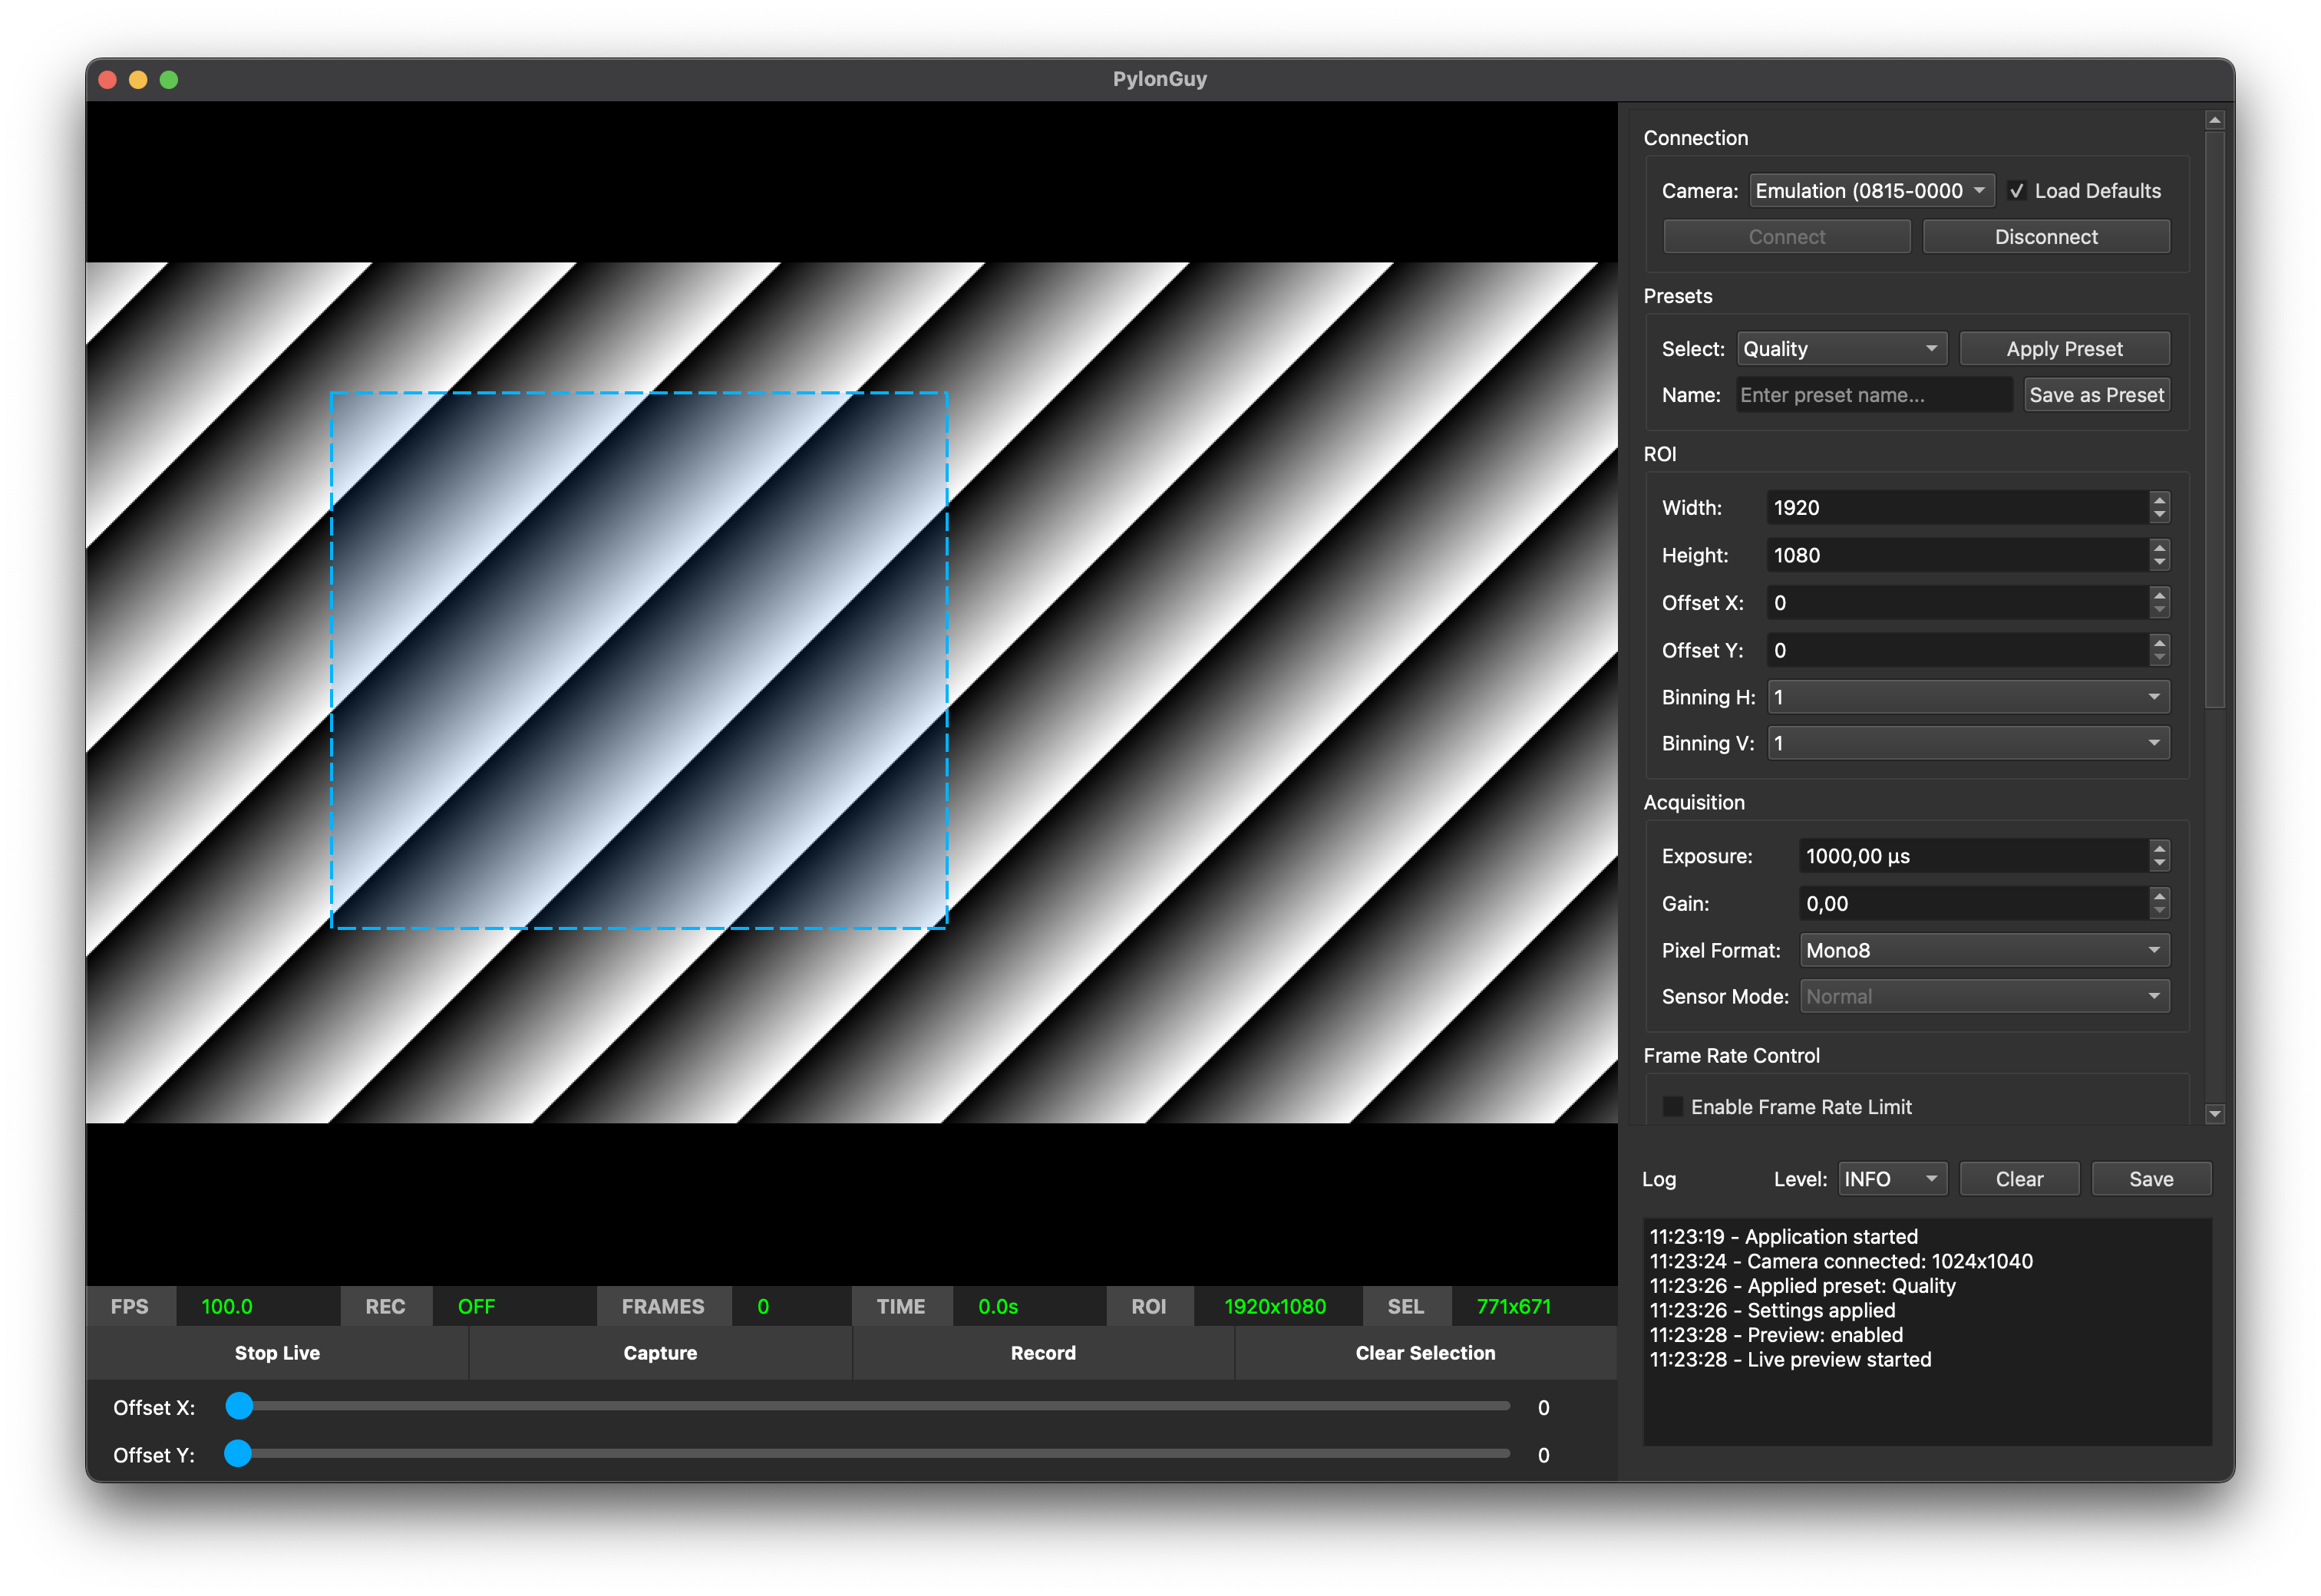 PylonGuy
Connection
Camera: Emulation (0815-0000 Load Defaults
Connect Disconnect
Presets
Select: Quality Apply Preset
Name: Enter preset name... Save as Preset
ROI
Width: 1920
Height: 1080
Offset X: 0
Offset Y: 0
Binning H: 1
Binning V: 1
Acquisition
Exposure: 1000,00 µs
Gain: 0,00
Pixel Format: Mono8
Sensor Mode: Normal
Frame Rate Control
Enable Frame Rate Limit
Log Level: INFO Clear Save
11:23:19 - Application started
11:23:24 - Camera connected: 1024x1040
11:23:26 - Applied preset: Quality
11:23:26 - Settings applied
11:23:28 - Preview: enabled
11:23:28 - Live preview started
FPS 100.0 REC OFF FRAMES 0 TIME 0.0s ROI 1920x1080 SEL 771x671
Stop Live Capture Record Clear Selection
Offset X: 0
Offset Y: 0